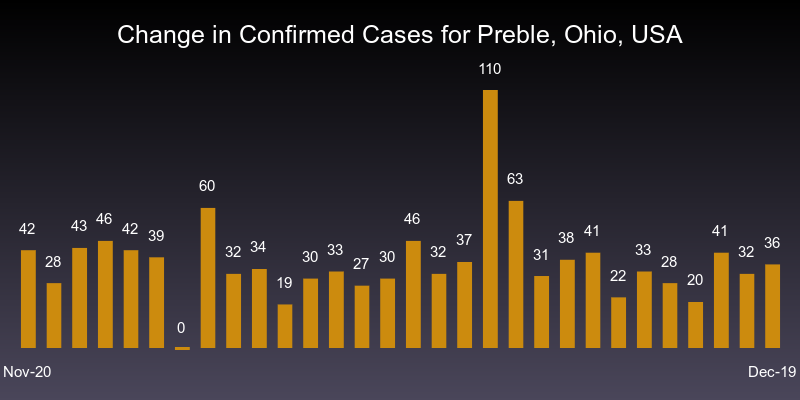 Change in Confirmed Cases for Preble, Ohio, USA
42 28 43 46 42 39 0 60 32 34 19 30 33 27 30 46 32 37 110 63 31 38 41 22 33 28 20 41 32 36
Nov-20 Dec-19